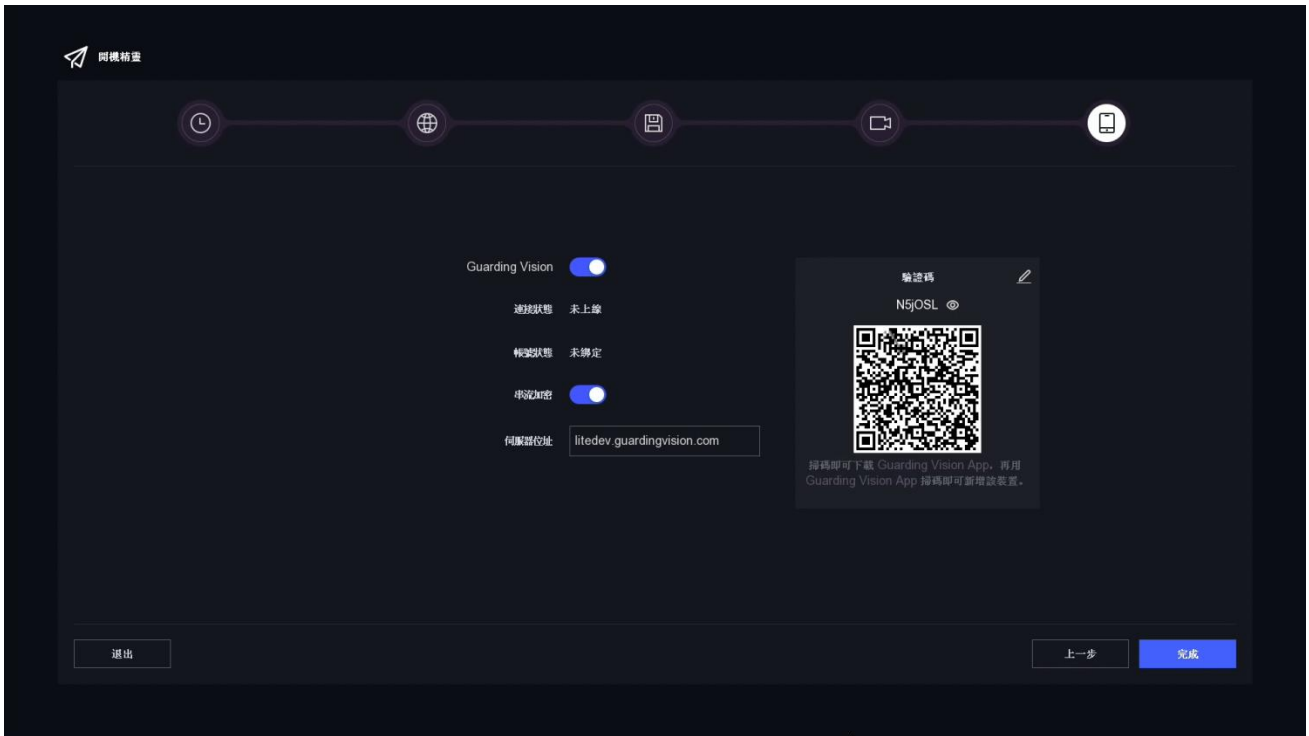 開機精靈
Guarding Vision
連接狀態 未上線
帳號狀態 未綁定
串流加密
伺服器位址 litedev.guardingvision.com
驗證碼
N5jOSL
掃碼即可下載 Guarding Vision App，再用
Guarding Vision App 掃碼即可新增該裝置。
退出
上一步
完成